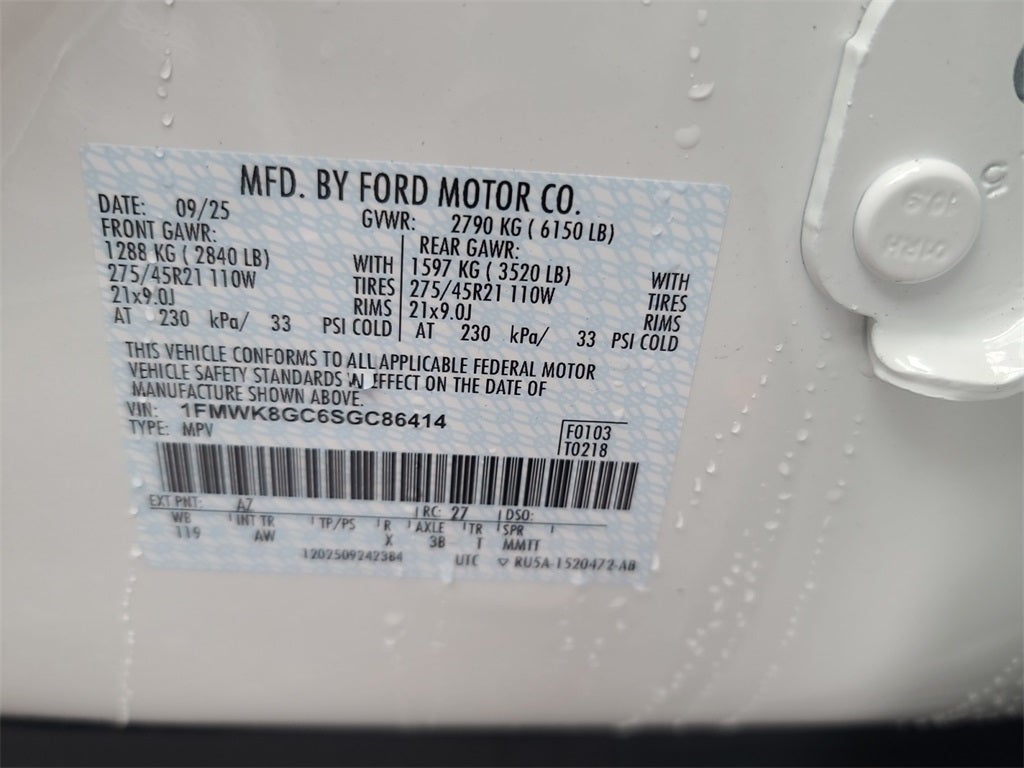 MFD. BY FORD MOTOR CO.
DATE: 09/25 GVWR: 2790 KG ( 6150 LB)
FRONT GAWR: REAR GAWR:
1288 KG ( 2840 LB) WITH 1597 KG ( 3520 LB) WITH
275/45R21 110W TIRES 275/45R21 110W TIRES
21x9.0J RIMS 21x9.0J RIMS
AT 230 kPa/ 33 PSI COLD AT 230 kPa/ 33 PSI COLD
THIS VEHICLE CONFORMS TO ALL APPLICABLE FEDERAL MOTOR
VEHICLE SAFETY STANDARDS IN EFFECT ON THE DATE OF
MANUFACTURE SHOWN ABOVE.
VIN: 1FMWK8GC6SGC86414
TYPE: MPV
F0103
T0218
EXT PNT: AZ RC: 27 DSO:
WB INT TR TP/PS R AXLE TR SPR
119 AW X 3B T MMTT
1202509242384 UTC ▽ RU5A-1520472-AB
10.9